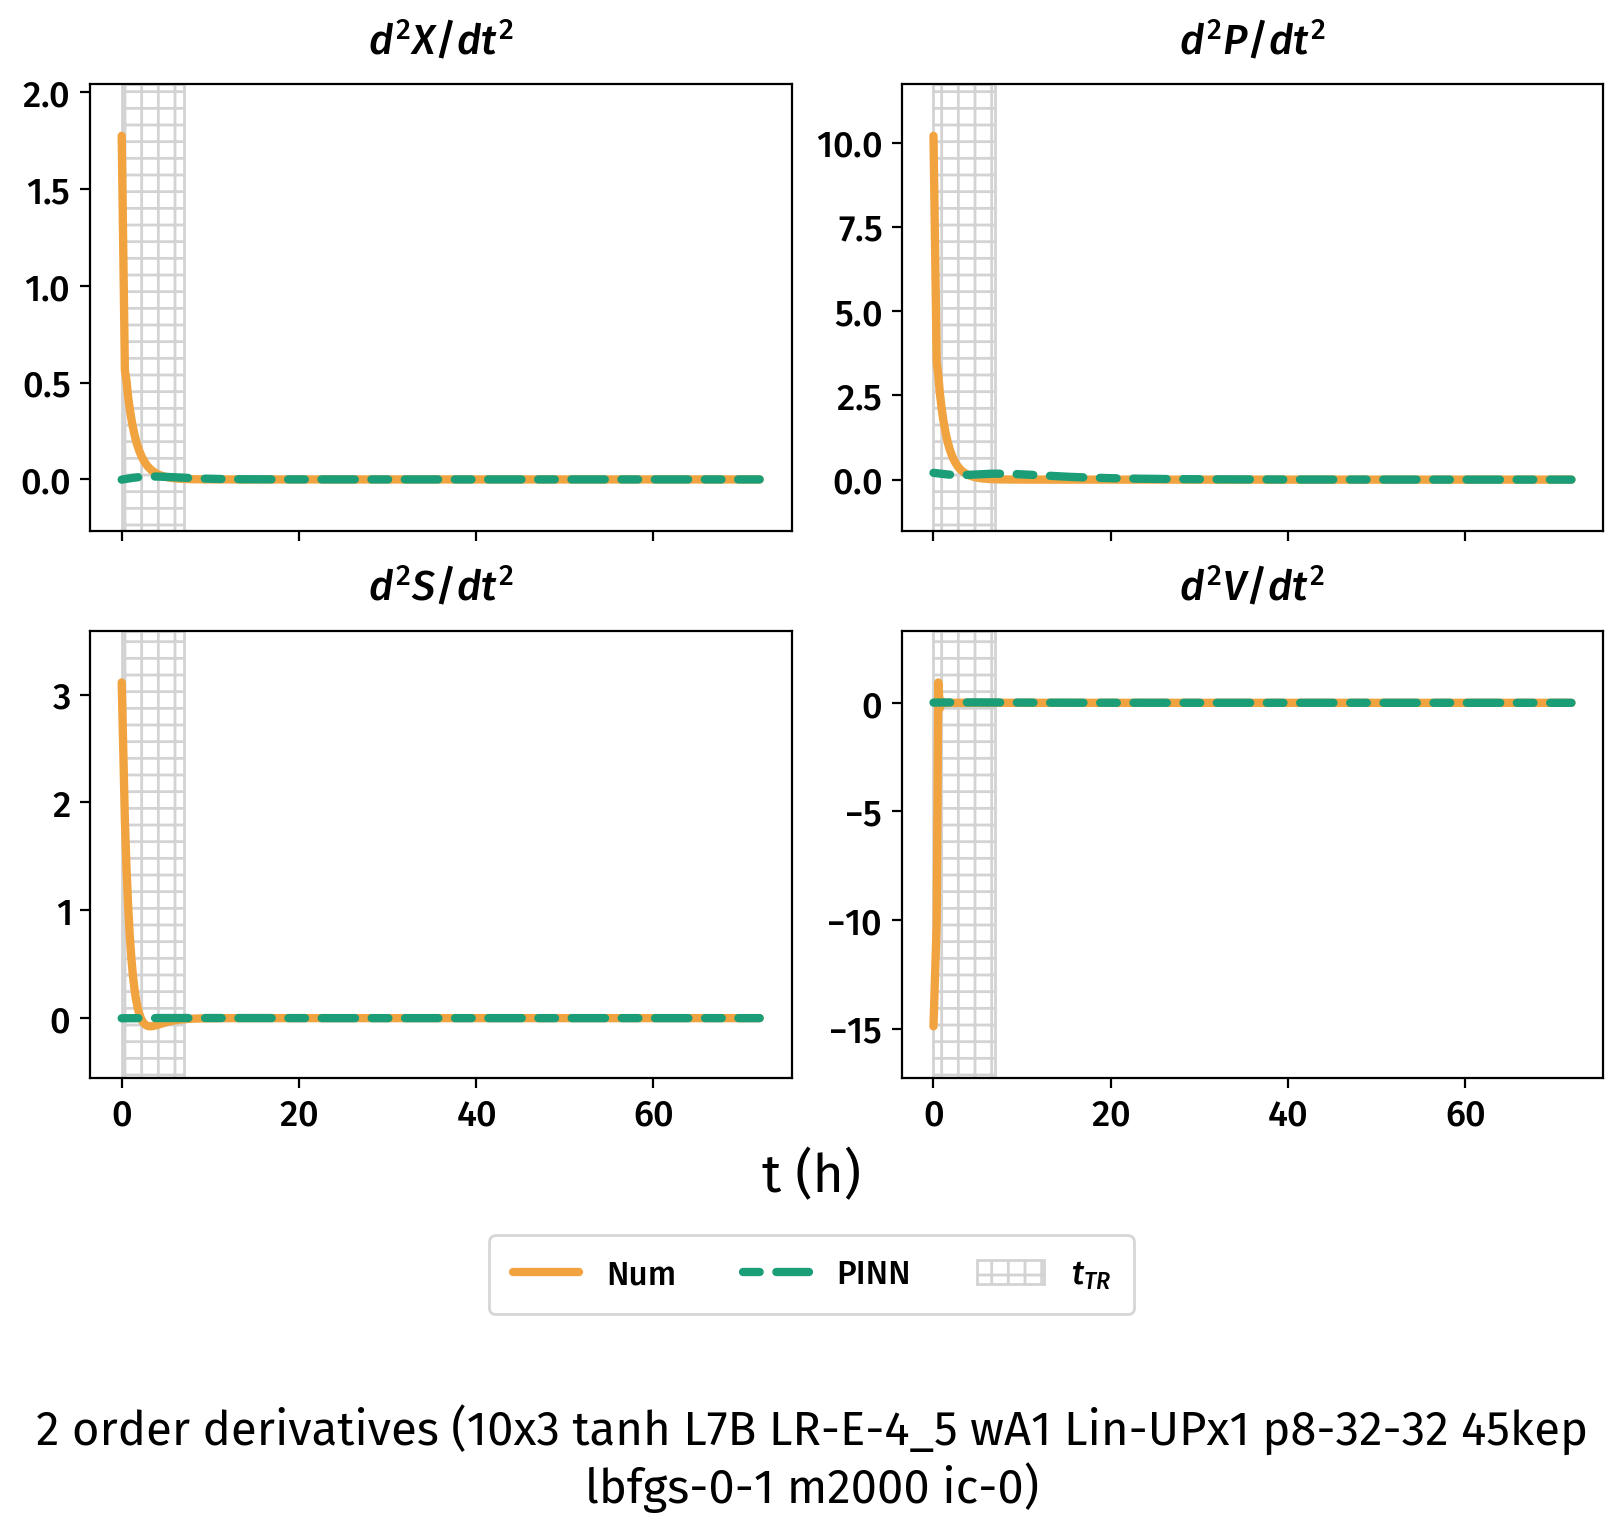 d²X/dt²
d²P/dt²
2.0
1.5
1.0
0.5
0.0
10.0
7.5
5.0
2.5
0.0
d²S/dt²
d²V/dt²
3
2
1
0
0
−5
−10
−15
0 20 40 60
0 20 40 60
t (h)
Num PINN t_TR
2 order derivatives (10x3 tanh L7B LR-E-4_5 wA1 Lin-UPx1 p8-32-32 45kep
lbfgs-0-1 m2000 ic-0)